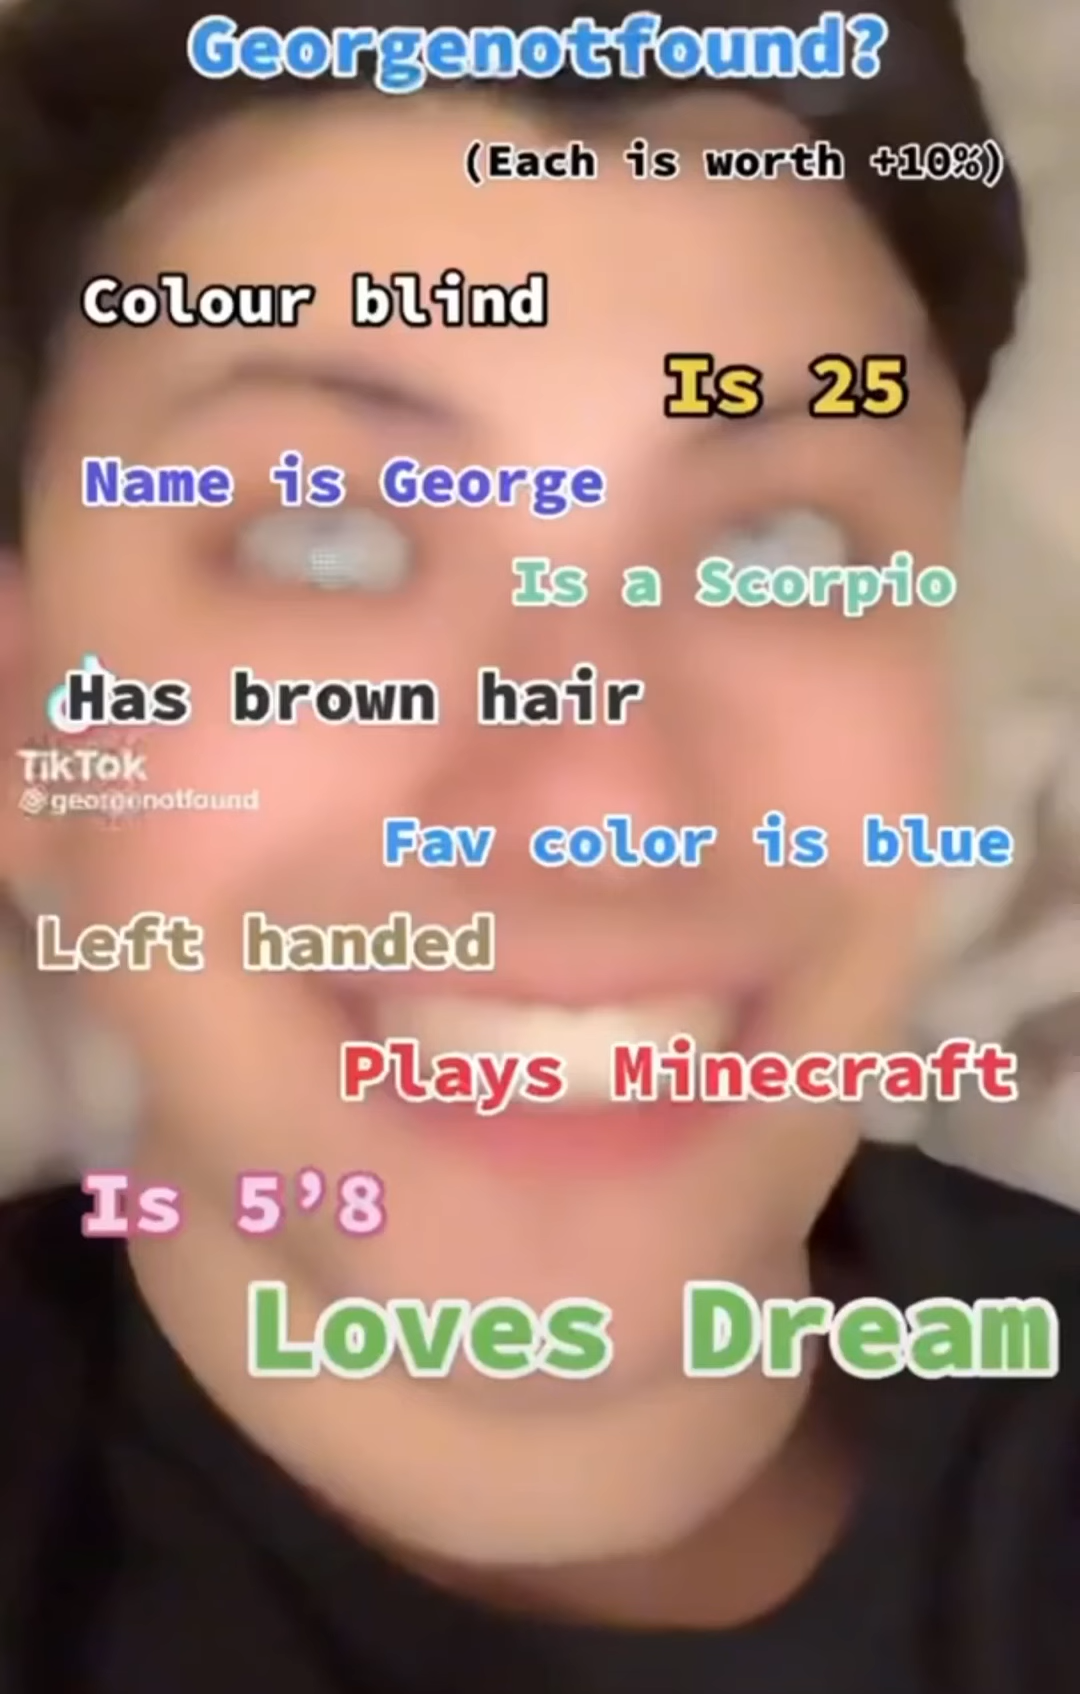 Georgenotfound?
(Each is worth +10%)
Colour blind
Is 25
Name is George
Is a Scorpio
Has brown hair
TikTok
@georgenotfound
Fav color is blue
Left handed
Plays Minecraft
Is 5’8
Loves Dream